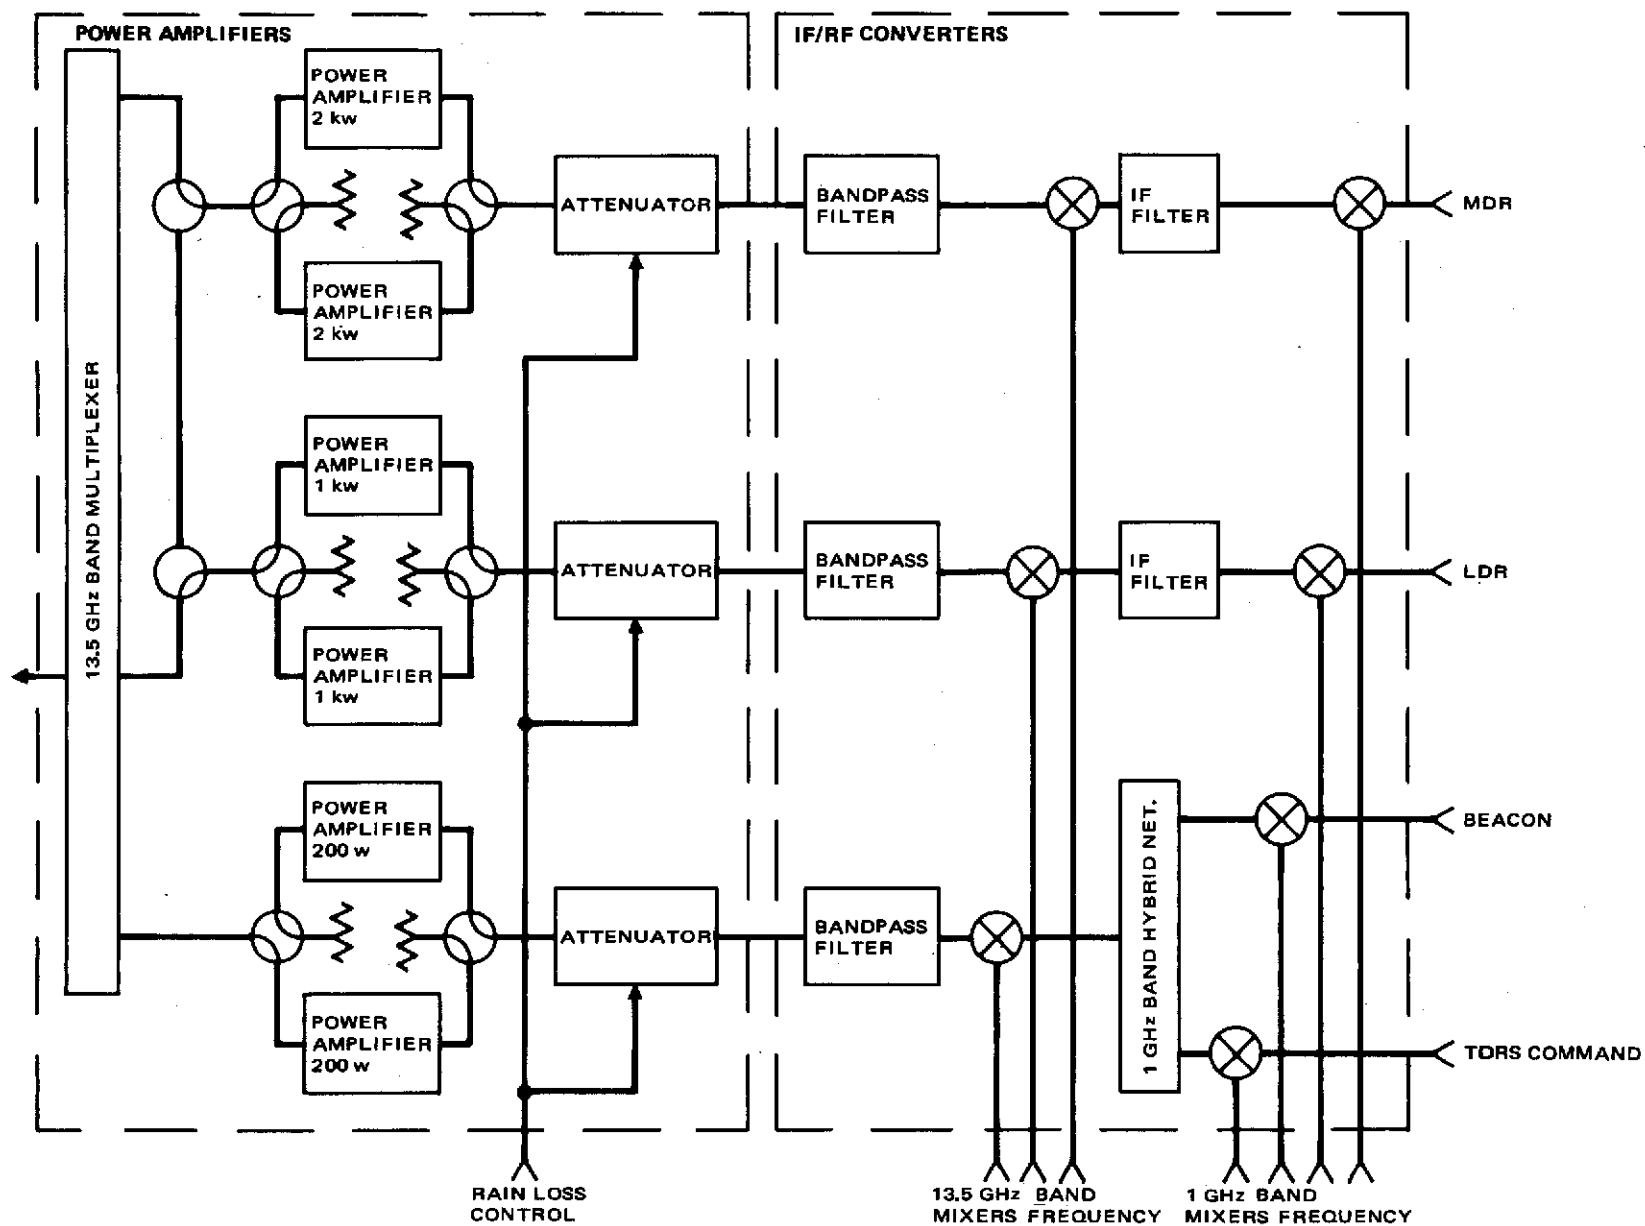 POWER AMPLIFIERS
IF/RF CONVERTERS
13.5 GHz BAND MULTIPLEXER
POWER
AMPLIFIER
2 kw
ATTENUATOR
BANDPASS
FILTER
IF
FILTER
MDR
POWER
AMPLIFIER
2 kw
POWER
AMPLIFIER
1 kw
ATTENUATOR
BANDPASS
FILTER
IF
FILTER
LDR
POWER
AMPLIFIER
1 kw
POWER
AMPLIFIER
200 w
ATTENUATOR
BANDPASS
FILTER
1 GHz BAND HYBRID NET.
BEACON
TDRS COMMAND
POWER
AMPLIFIER
200 w
RAIN LOSS
CONTROL
13.5 GHz BAND
MIXERS FREQUENCY
1 GHz BAND
MIXERS FREQUENCY